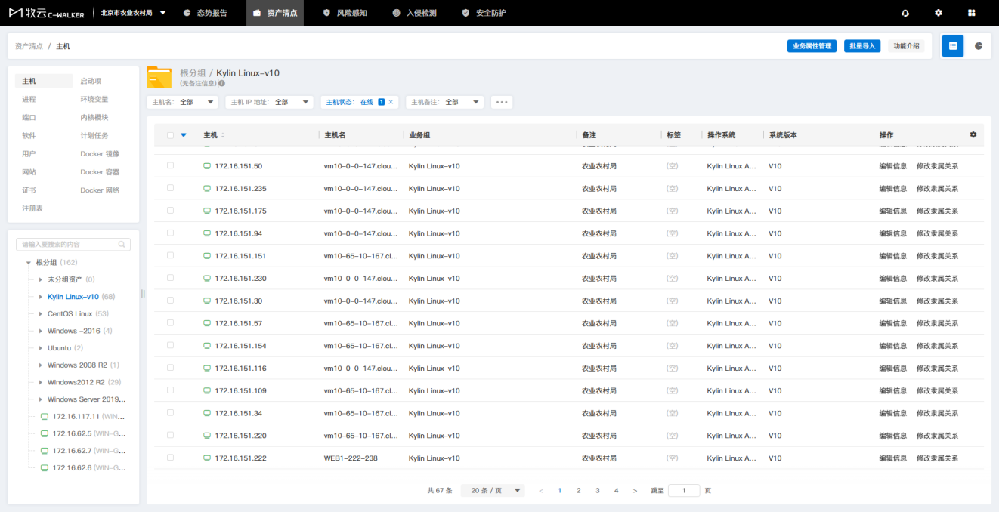 牧云 C-WALKER 北京市农业农村局 态势报告 资产清点 风险感知 入侵检测 安全防护
资产清点 / 主机 业务属性管理 批量导入 功能介绍
主机 启动项
进程 环境变量
端口 内核模块
软件 计划任务
用户 Docker 镜像
网站 Docker 容器
证书 Docker 网络
注册表
请输入要搜索的内容
根分组 (162)
未分组资产 (0)
Kylin Linux-v10 (68)
CentOS Linux (53)
Windows -2016 (4)
Ubuntu (2)
Windows 2008 R2 (1)
Windows2012 R2 (29)
Windows Server 2019...
172.16.117.11 (WIN...
172.16.62.5 (WIN-G...
172.16.62.7 (WIN-G...
172.16.62.6 (WIN-G...
根分组 / Kylin Linux-v10
(无备注信息)
主机名: 全部 主机 IP 地址: 全部 主机状态: 在线 1 × 主机备注: 全部 •••
主机 主机名 业务组 备注 标签 操作系统 系统版本 操作
172.16.151.50 vm10-0-0-147.clou... Kylin Linux-v10 农业农村局 (空) Kylin Linux A... V10 编辑信息 修改隶属关系
172.16.151.235 vm10-0-0-147.clou... Kylin Linux-v10 农业农村局 (空) Kylin Linux A... V10 编辑信息 修改隶属关系
172.16.151.175 vm10-0-0-147.clou... Kylin Linux-v10 农业农村局 (空) Kylin Linux A... V10 编辑信息 修改隶属关系
172.16.151.94 vm10-0-0-147.clou... Kylin Linux-v10 农业农村局 (空) Kylin Linux A... V10 编辑信息 修改隶属关系
172.16.151.151 vm10-65-10-167.cl... Kylin Linux-v10 农业农村局 (空) Kylin Linux A... V10 编辑信息 修改隶属关系
172.16.151.230 vm10-0-0-147.clou... Kylin Linux-v10 农业农村局 (空) Kylin Linux A... V10 编辑信息 修改隶属关系
172.16.151.30 vm10-0-0-147.clou... Kylin Linux-v10 农业农村局 (空) Kylin Linux A... V10 编辑信息 修改隶属关系
172.16.151.57 vm10-65-10-167.cl... Kylin Linux-v10 农业农村局 (空) Kylin Linux A... V10 编辑信息 修改隶属关系
172.16.151.154 vm10-65-10-167.cl... Kylin Linux-v10 农业农村局 (空) Kylin Linux A... V10 编辑信息 修改隶属关系
172.16.151.116 vm10-0-0-147.clou... Kylin Linux-v10 农业农村局 (空) Kylin Linux A... V10 编辑信息 修改隶属关系
172.16.151.109 vm10-65-10-167.cl... Kylin Linux-v10 农业农村局 (空) Kylin Linux A... V10 编辑信息 修改隶属关系
172.16.151.34 vm10-65-10-167.cl... Kylin Linux-v10 农业农村局 (空) Kylin Linux A... V10 编辑信息 修改隶属关系
172.16.151.220 vm10-65-10-167.cl... Kylin Linux-v10 农业农村局 (空) Kylin Linux A... V10 编辑信息 修改隶属关系
172.16.151.222 WEB1-222-238 Kylin Linux-v10 农业农村局 (空) Kylin Linux A... V10 编辑信息 修改隶属关系
共 67 条 20 条 / 页 < 1 2 3 4 > 跳至 1 页